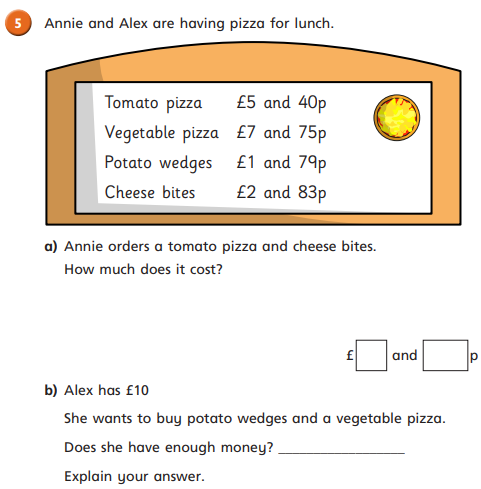 5 Annie and Alex are having pizza for lunch.
Tomato pizza £5 and 40p
Vegetable pizza £7 and 75p
Potato wedges £1 and 79p
Cheese bites £2 and 83p
a) Annie orders a tomato pizza and cheese bites.
How much does it cost?
£ and p
b) Alex has £10
She wants to buy potato wedges and a vegetable pizza.
Does she have enough money?
Explain your answer.